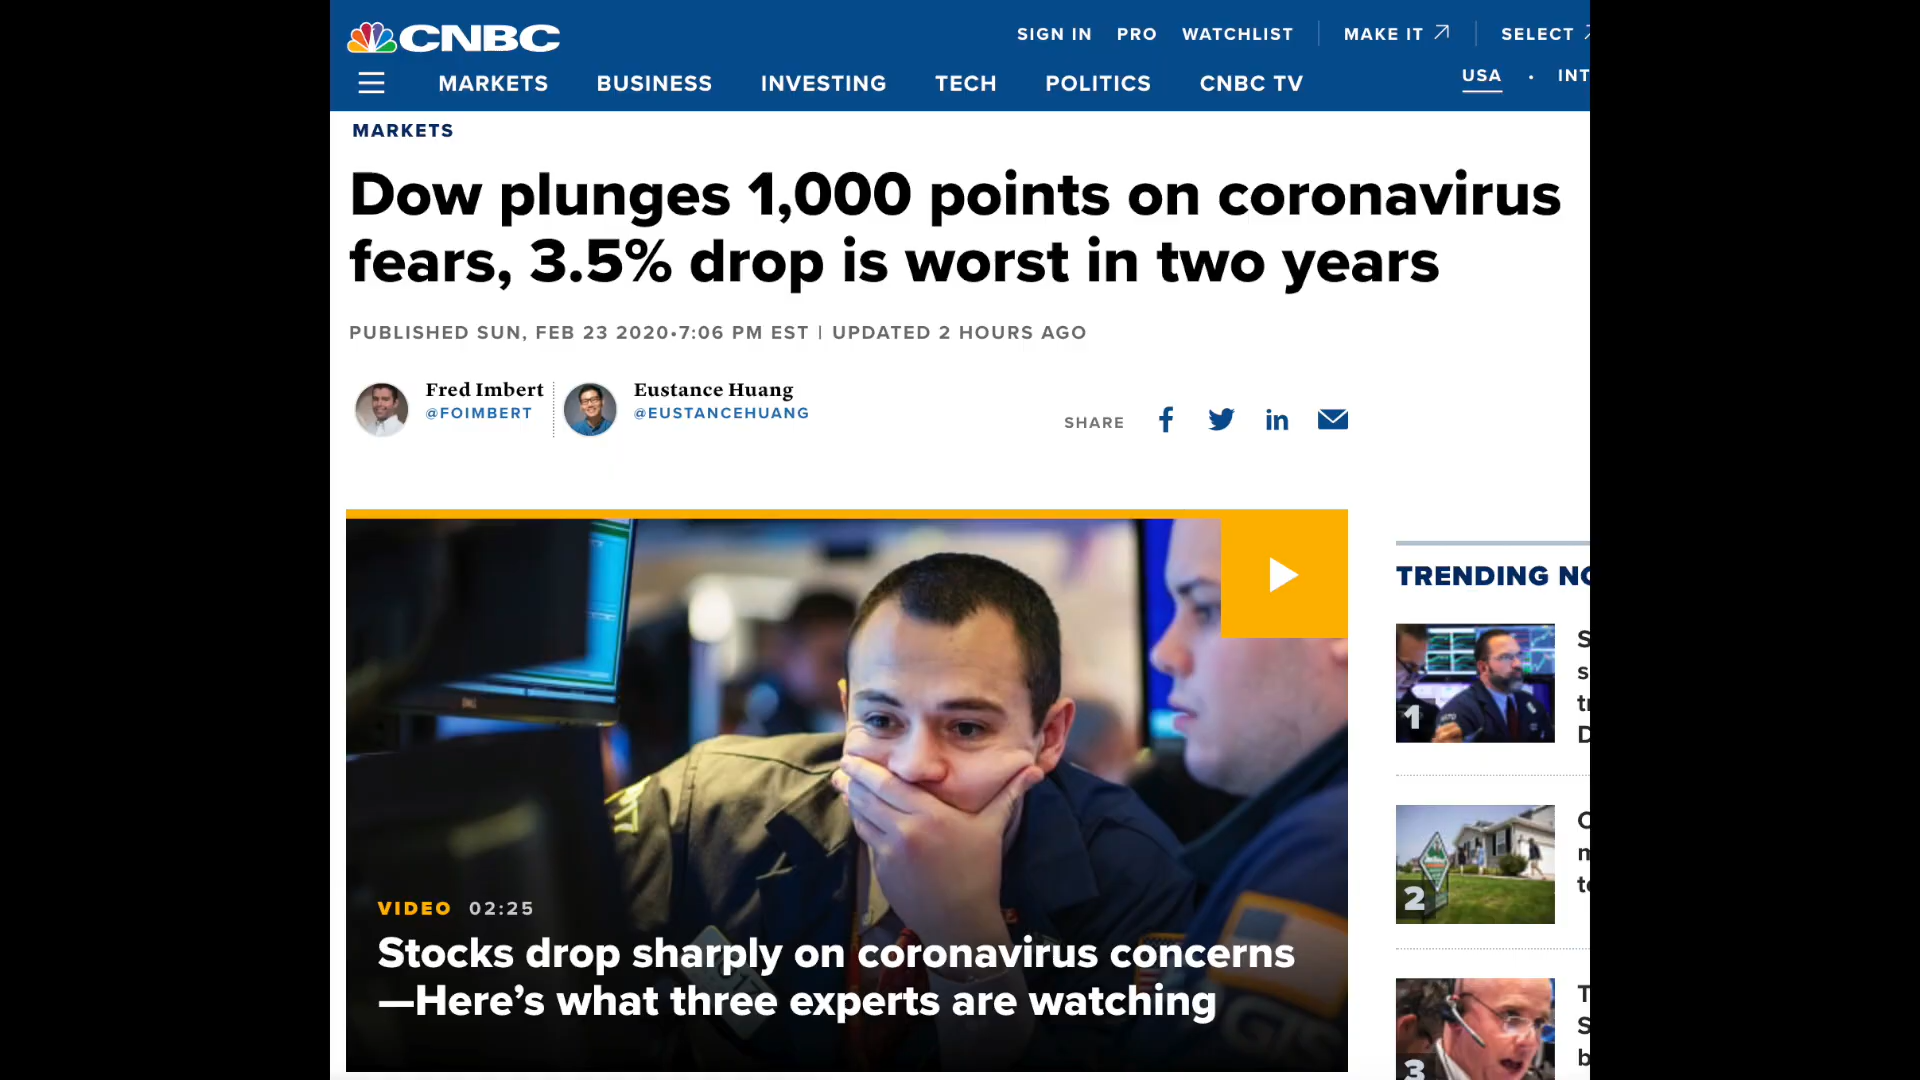 CNBC
SIGN IN PRO WATCHLIST MAKE IT SELECT
MARKETS BUSINESS INVESTING TECH POLITICS CNBC TV USA · INT
MARKETS
Dow plunges 1,000 points on coronavirus
fears, 3.5% drop is worst in two years
PUBLISHED SUN, FEB 23 2020•7:06 PM EST | UPDATED 2 HOURS AGO
Fred Imbert
@FOIMBERT
Eustance Huang
@EUSTANCEHUANG
SHARE
VIDEO 02:25
Stocks drop sharply on coronavirus concerns
—Here's what three experts are watching
GTS
TRENDING
1
2
3